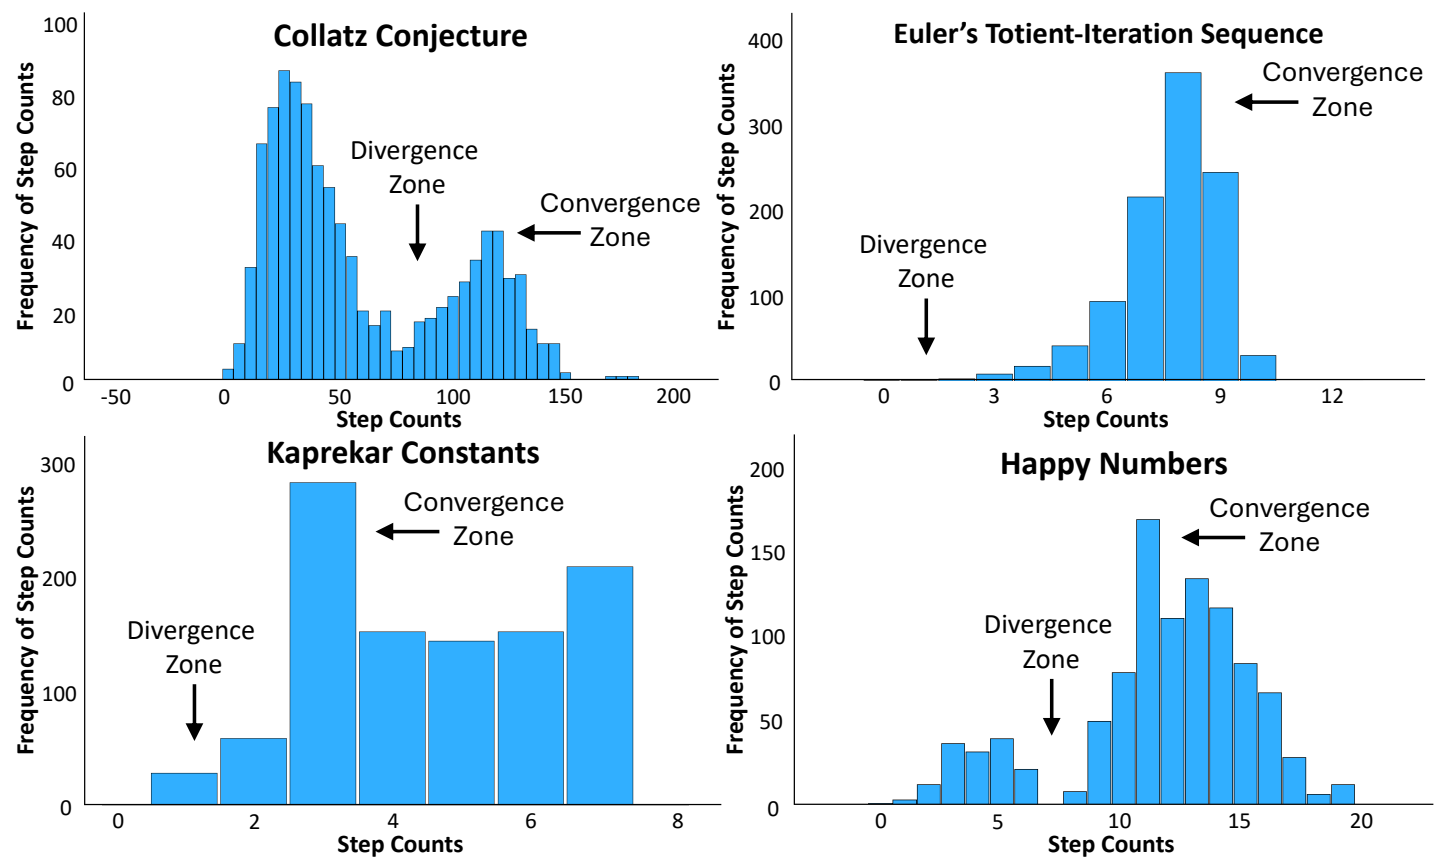 Collatz Conjecture
Frequency of Step Counts
100
80
60
40
20
0
Divergence
Zone
Convergence
Zone
-50
0
50
100
150
200
Step Counts
Euler's Totient-Iteration Sequence
Frequency of Step Counts
400
300
200
100
0
Convergence
Zone
Divergence
Zone
0
3
6
9
12
Step Counts
Kaprekar Constants
Frequency of Step Counts
300
200
100
0
Convergence
Zone
Divergence
Zone
0
2
4
6
8
Step Counts
Happy Numbers
Frequency of Step Counts
200
150
100
50
0
Convergence
Zone
Divergence
Zone
0
5
10
15
20
Step Counts